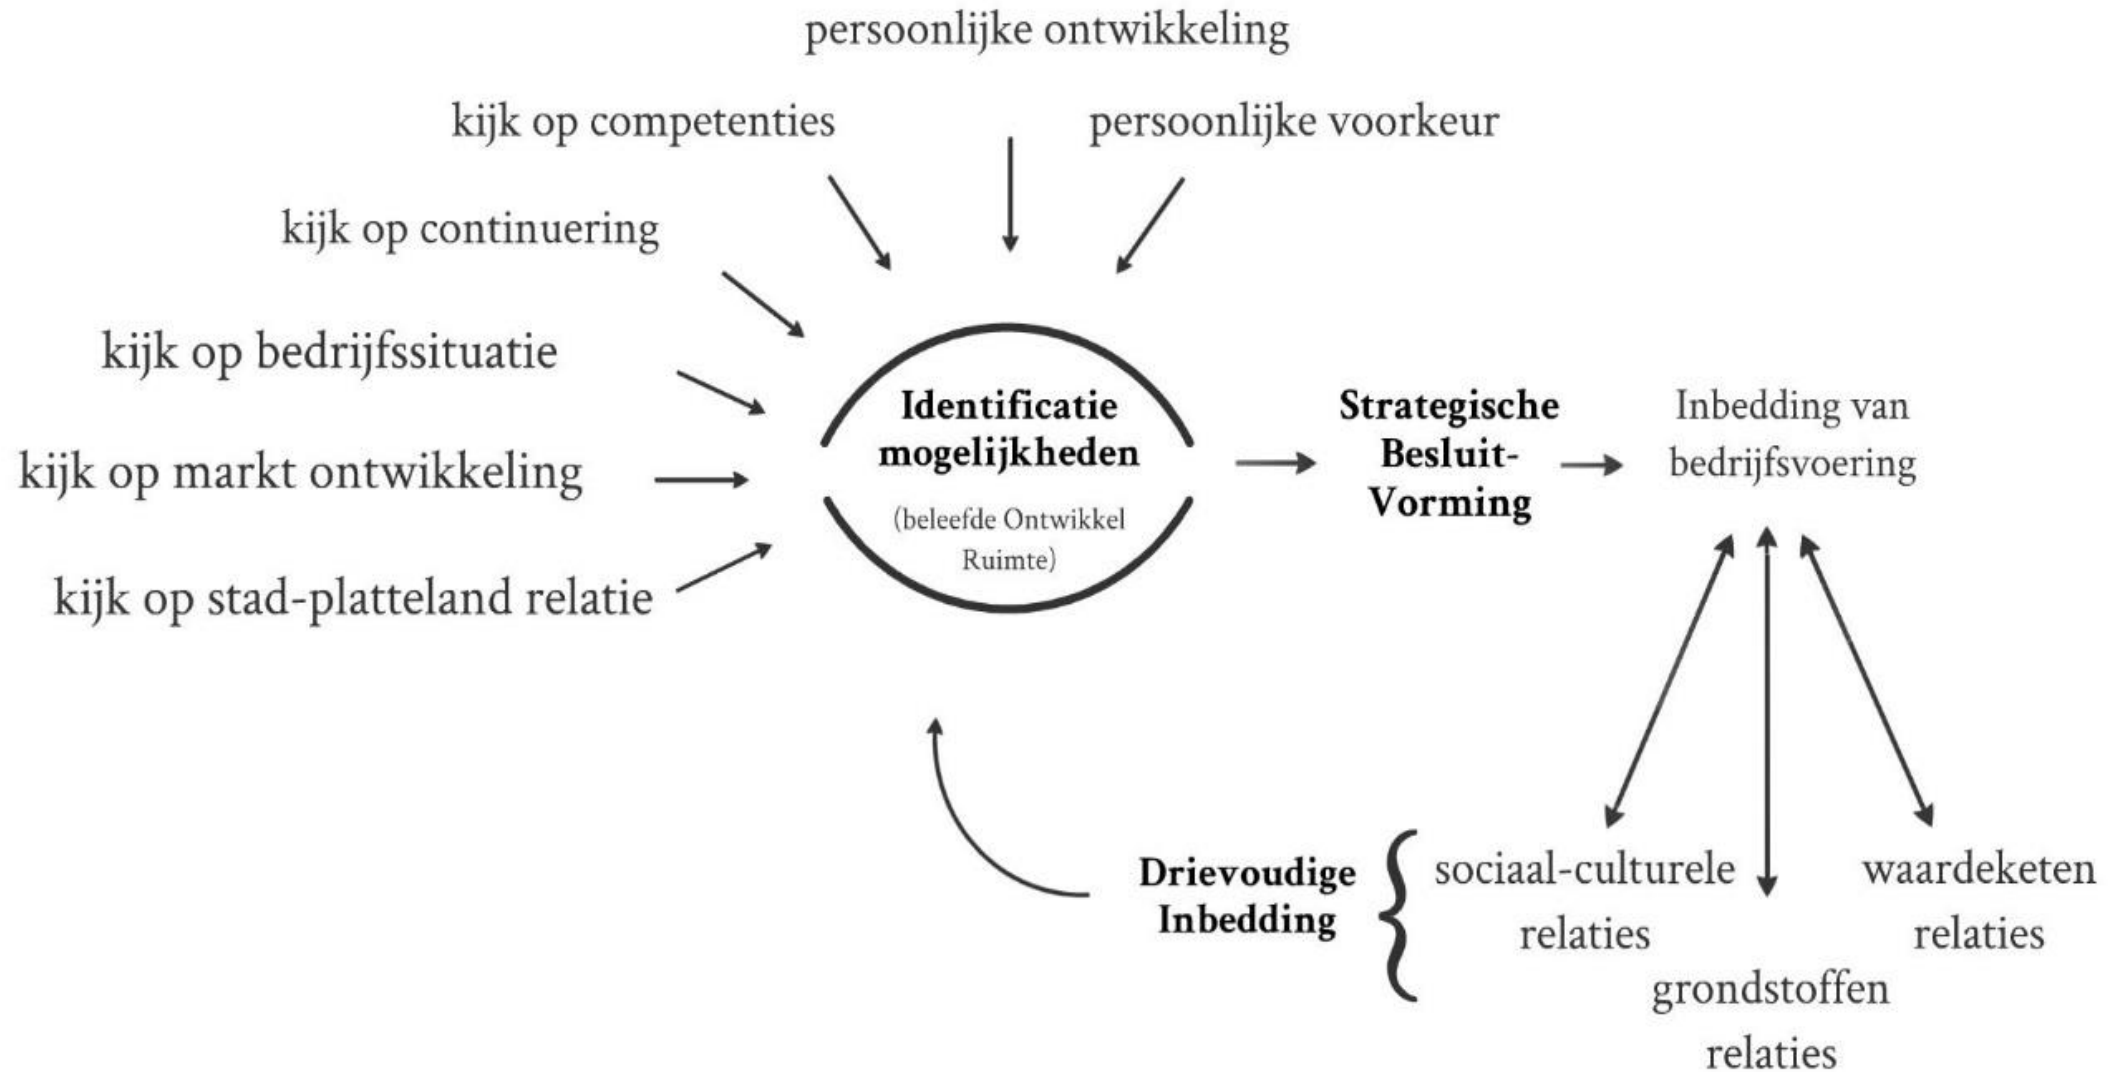 persoonlijke ontwikkeling
kijk op competenties
persoonlijke voorkeur
kijk op continuering
kijk op bedrijfssituatie
kijk op markt ontwikkeling
kijk op stad-platteland relatie
Identificatie
mogelijkheden
(beleefde Ontwikkel
Ruimte)
Strategische
Besluit-
Vorming
Inbedding van
bedrijfsvoering
Drievoudige
Inbedding
sociaal-culturele
relaties
grondstoffen
relaties
waardeketen
relaties